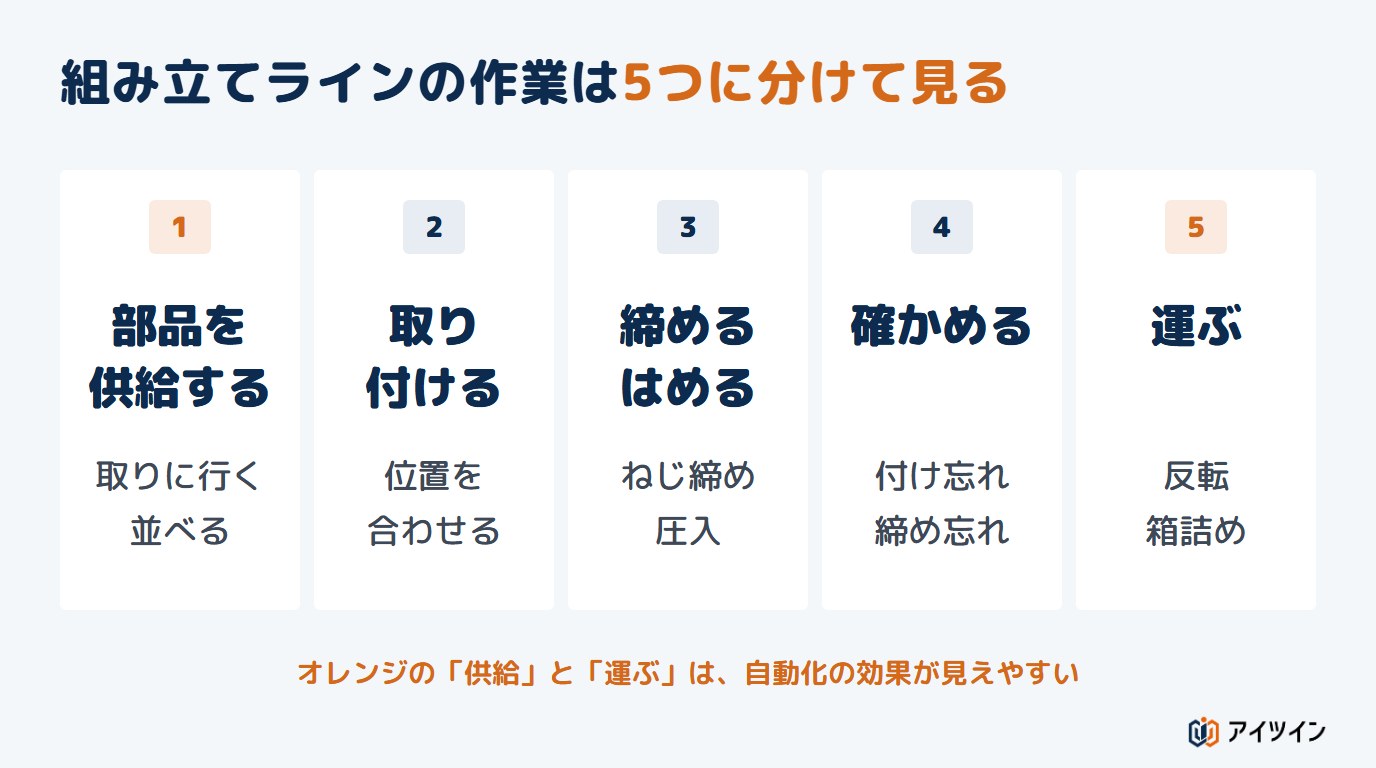 組み立てラインの作業は5つに分けて見る
1
部品を
供給する
取りに行く
並べる
2
取り
付ける
位置を
合わせる
3
締める
はめる
ねじ締め
圧入
4
確かめる
付け忘れ
締め忘れ
5
運ぶ
反転
箱詰め
オレンジの「供給」と「運ぶ」は、自動化の効果が見えやすい
アイツイン